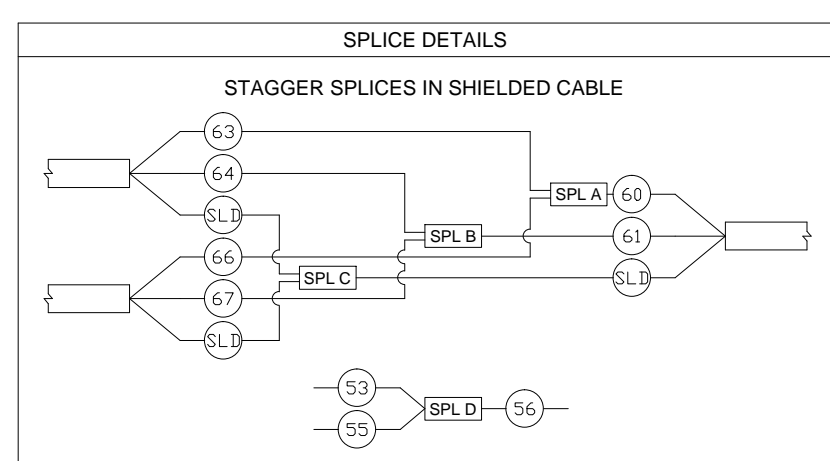 SPLICE DETAILS
STAGGER SPLICES IN SHIELDED CABLE
63
64
SPL A
60
SLD
SPL B
61
66
SPL C
SLD
67
SLD
53
SPL D
56
55